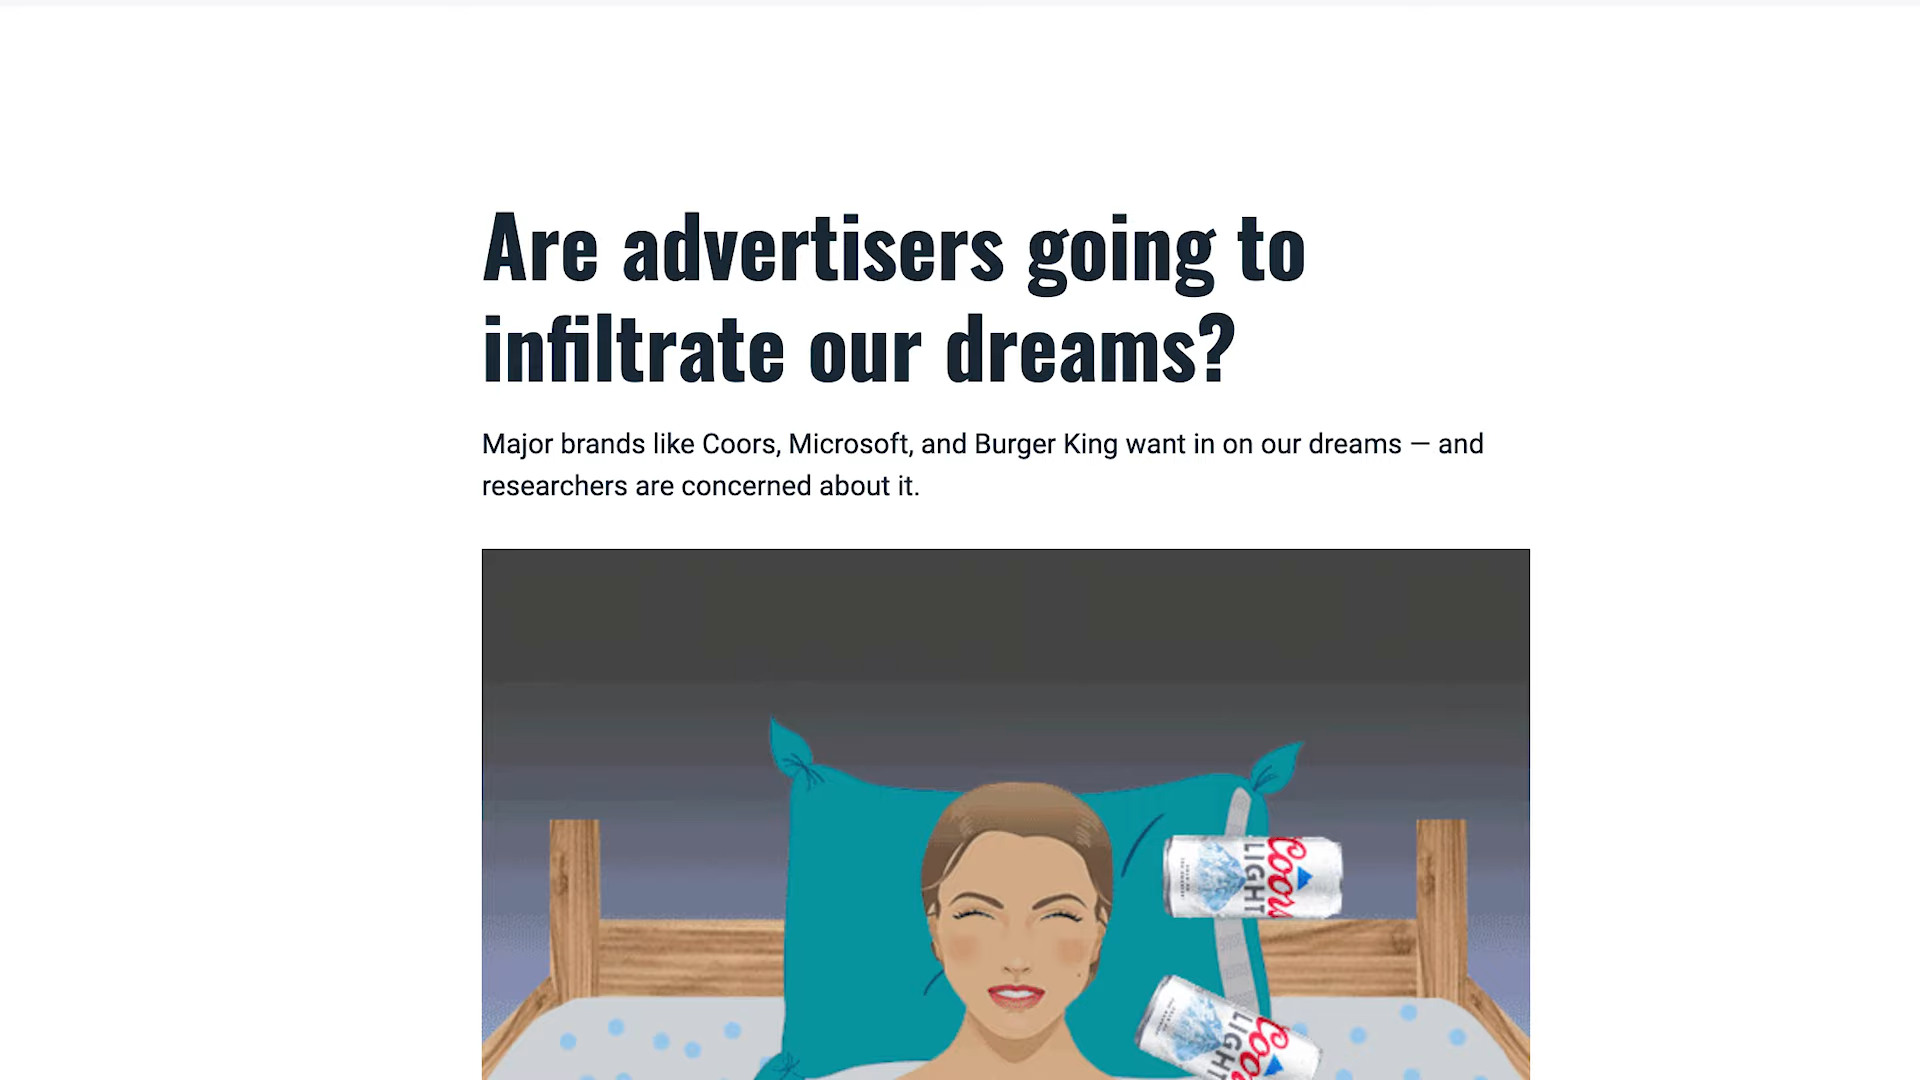 Are advertisers going to
infiltrate our dreams?
Major brands like Coors, Microsoft, and Burger King want in on our dreams — and
researchers are concerned about it.
Coors
LIGHT
Coors
LIGHT